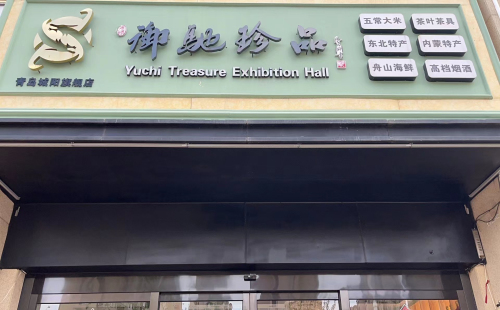 御馳珍品
Yuchi Treasure Exhibition Hall
青岛城阳旗舰店
五常大米
茶叶茶具
东北特产
内蒙特产
舟山海鲜
高档烟酒